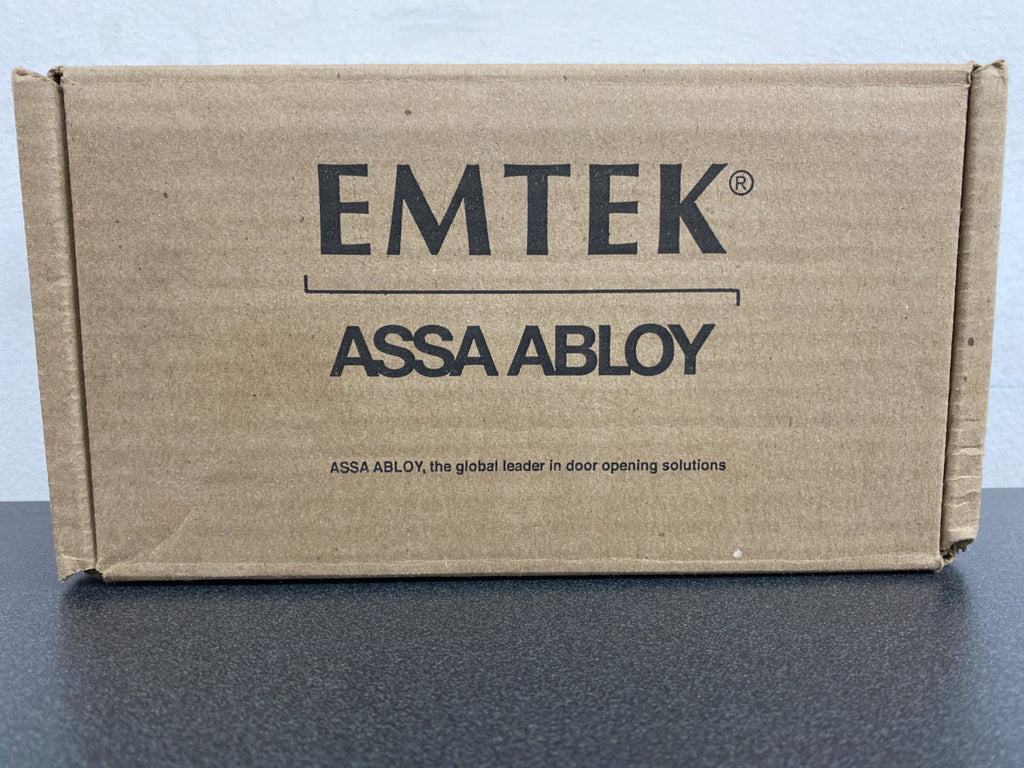 EMTEK®
ASSA ABLOY
ASSA ABLOY, the global leader in door opening solutions